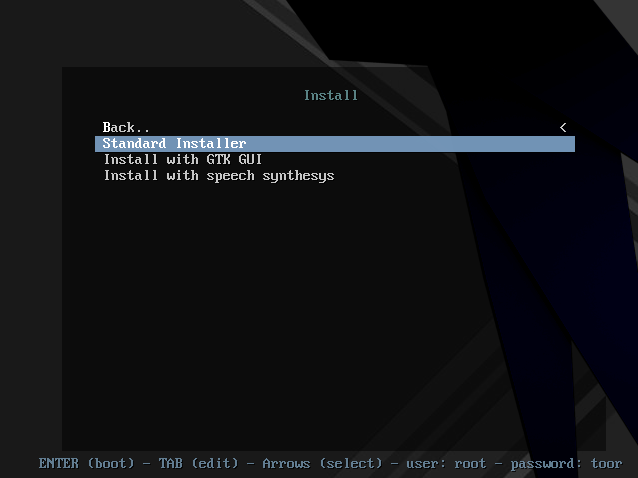 Install
Back.. <
Standard Installer
Install with GTK GUI
Install with speech synthesys
ENTER (boot) - TAB (edit) - Arrows (select) - user: root - password: toor